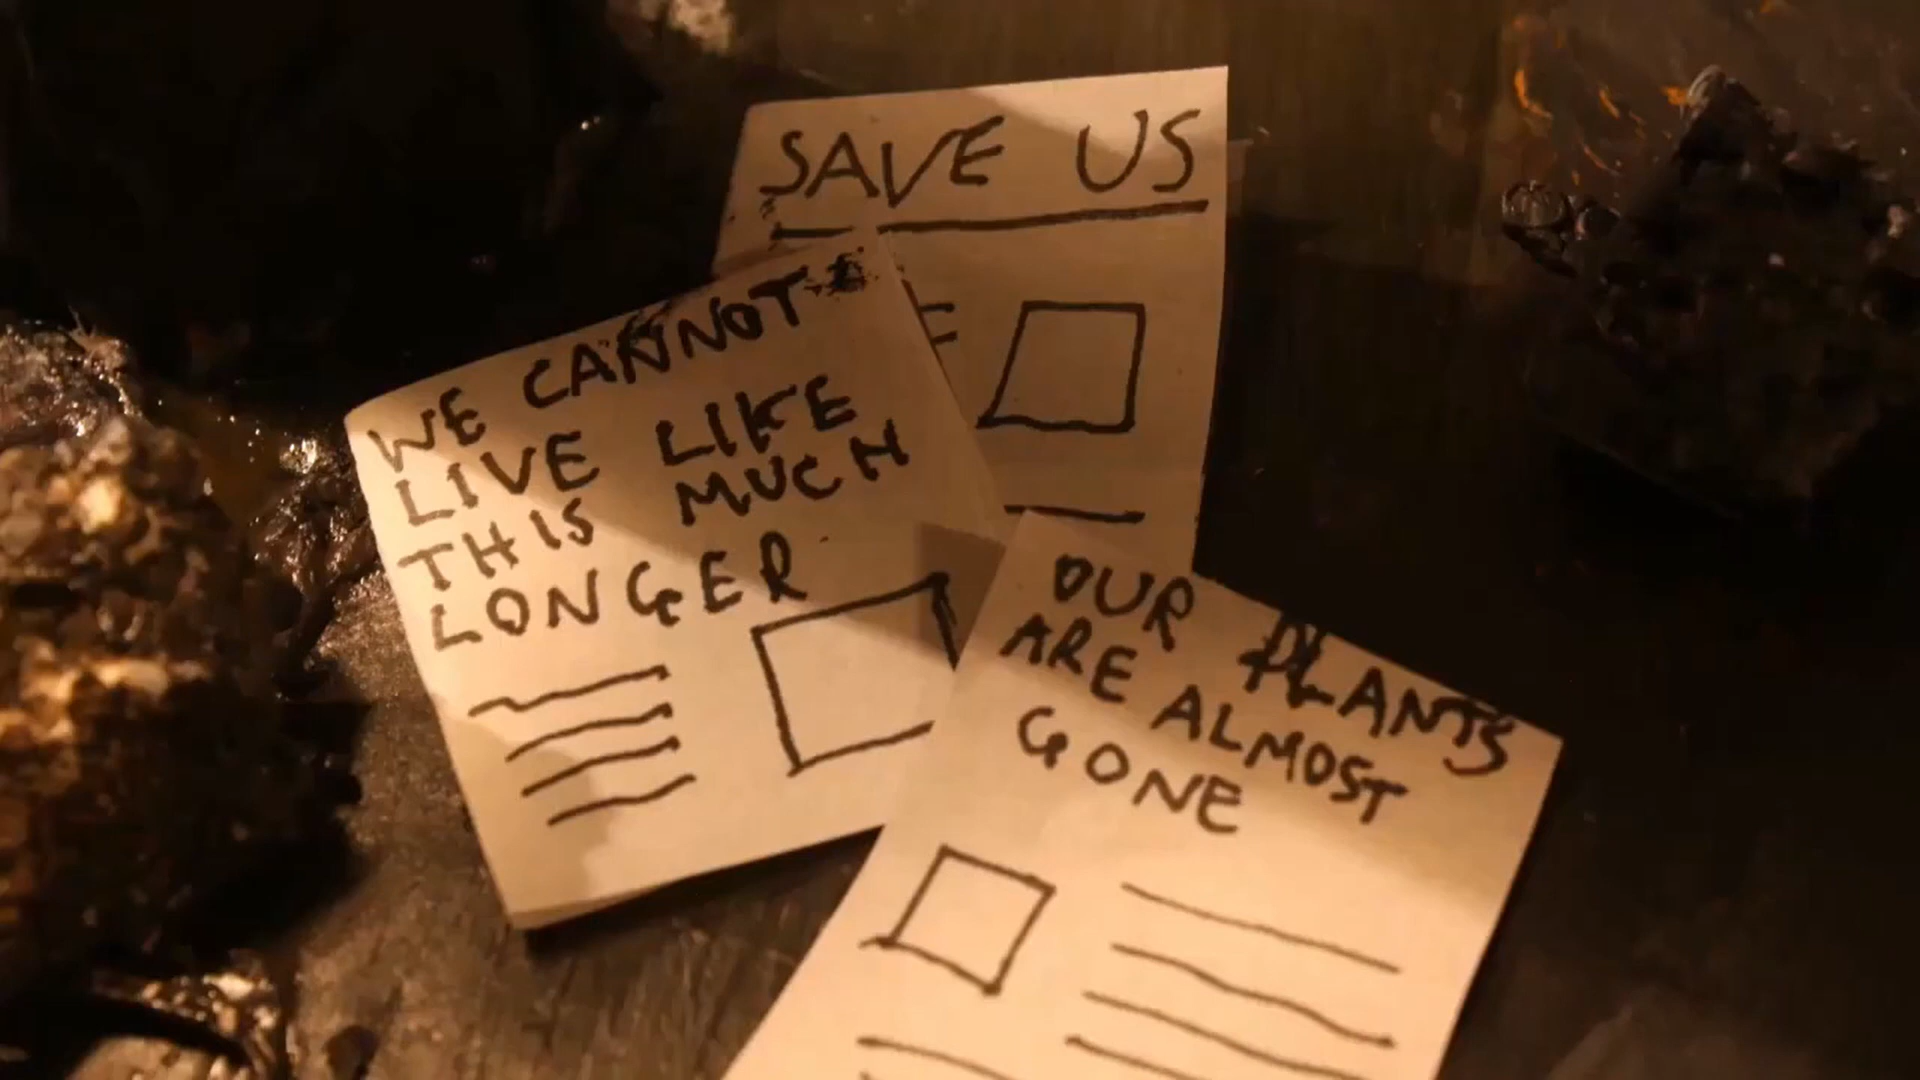 SAVE US
WE CANNOT
LIVE LIKE
THIS MUCH
LONGER
OUR PLANTS
ARE ALMOST
GONE